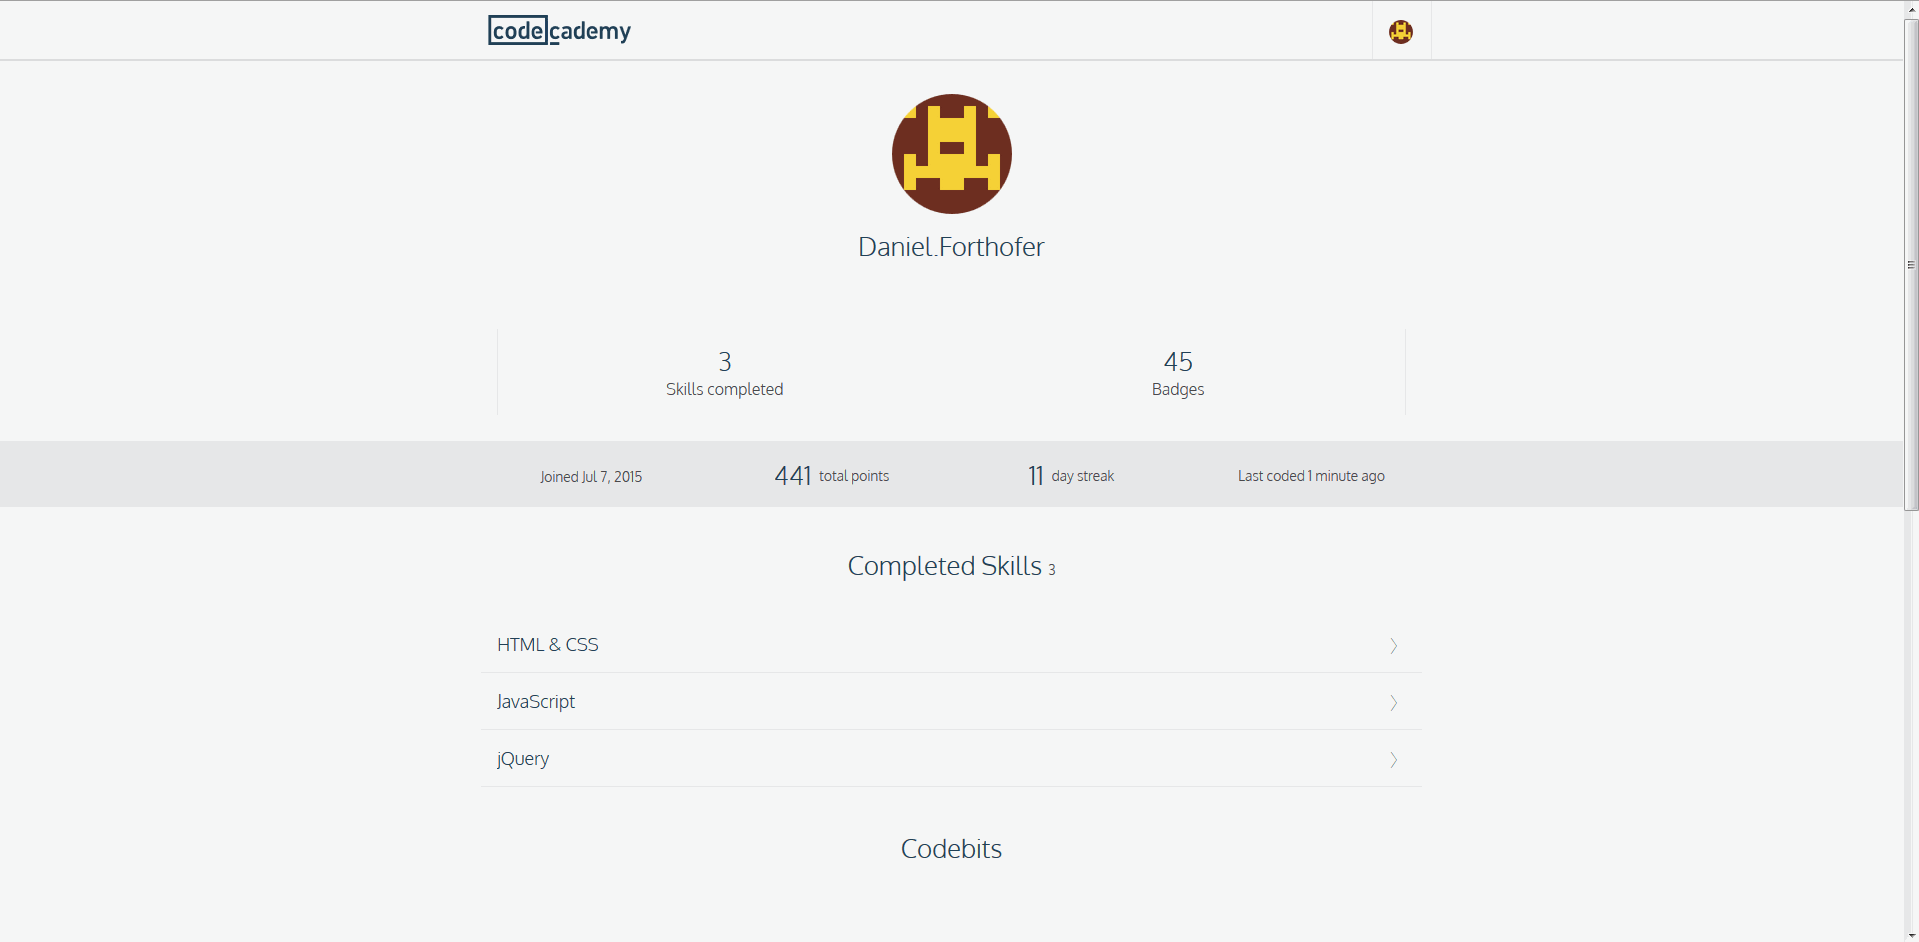 codecademy
Daniel.Forthofer
3
Skills completed
45
Badges
Joined Jul 7, 2015
441 total points
11 day streak
Last coded 1 minute ago
Completed Skills 3
HTML & CSS
JavaScript
jQuery
Codebits